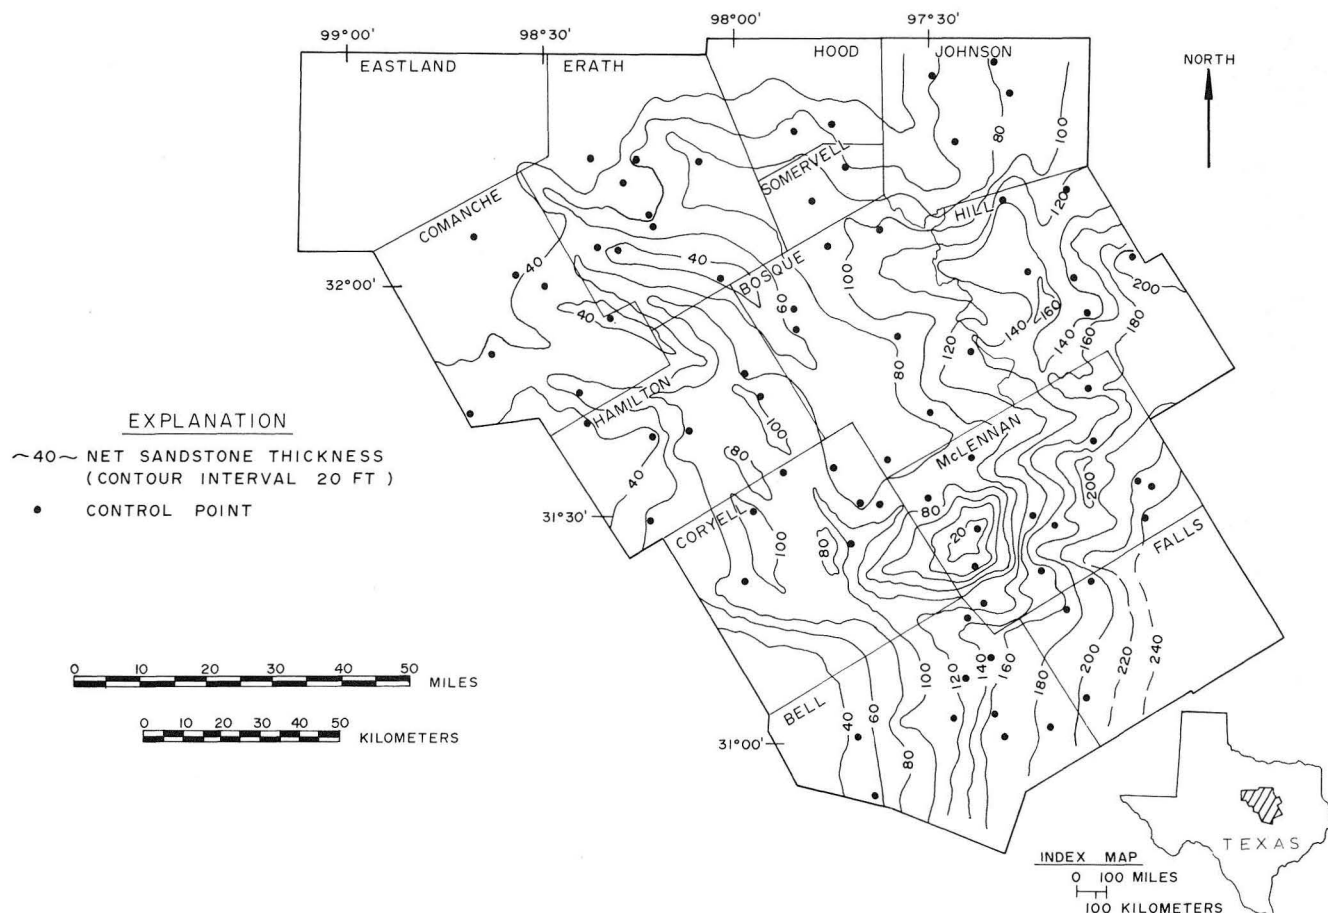 98°00'
97°30'
99°00'
98°30'
HOOD
JOHNSON
EASTLAND
ERATH
NORTH
80
100
SOMERVELL
COMANCHE
HILL
120
40
40
BOSQUE
100
200
60
32°00'
40
160
180
140
140
160
120
80
HAMILTON
EXPLANATION
100
~40~ NET SANDSTONE THICKNESS
(CONTOUR INTERVAL 20 FT )
McLENNAN
80
40
200
CONTROL POINT
80
31°30'
CORYELL
20
FALLS
100
80
240
220
200
100
120
140
160
180
0 10 20 30 40 50
MILES
BELL
40
60
0 10 20 30 40 50
KILOMETERS
31°00'
80
TEXAS
INDEX MAP
0 100 MILES
100 KILOMETERS